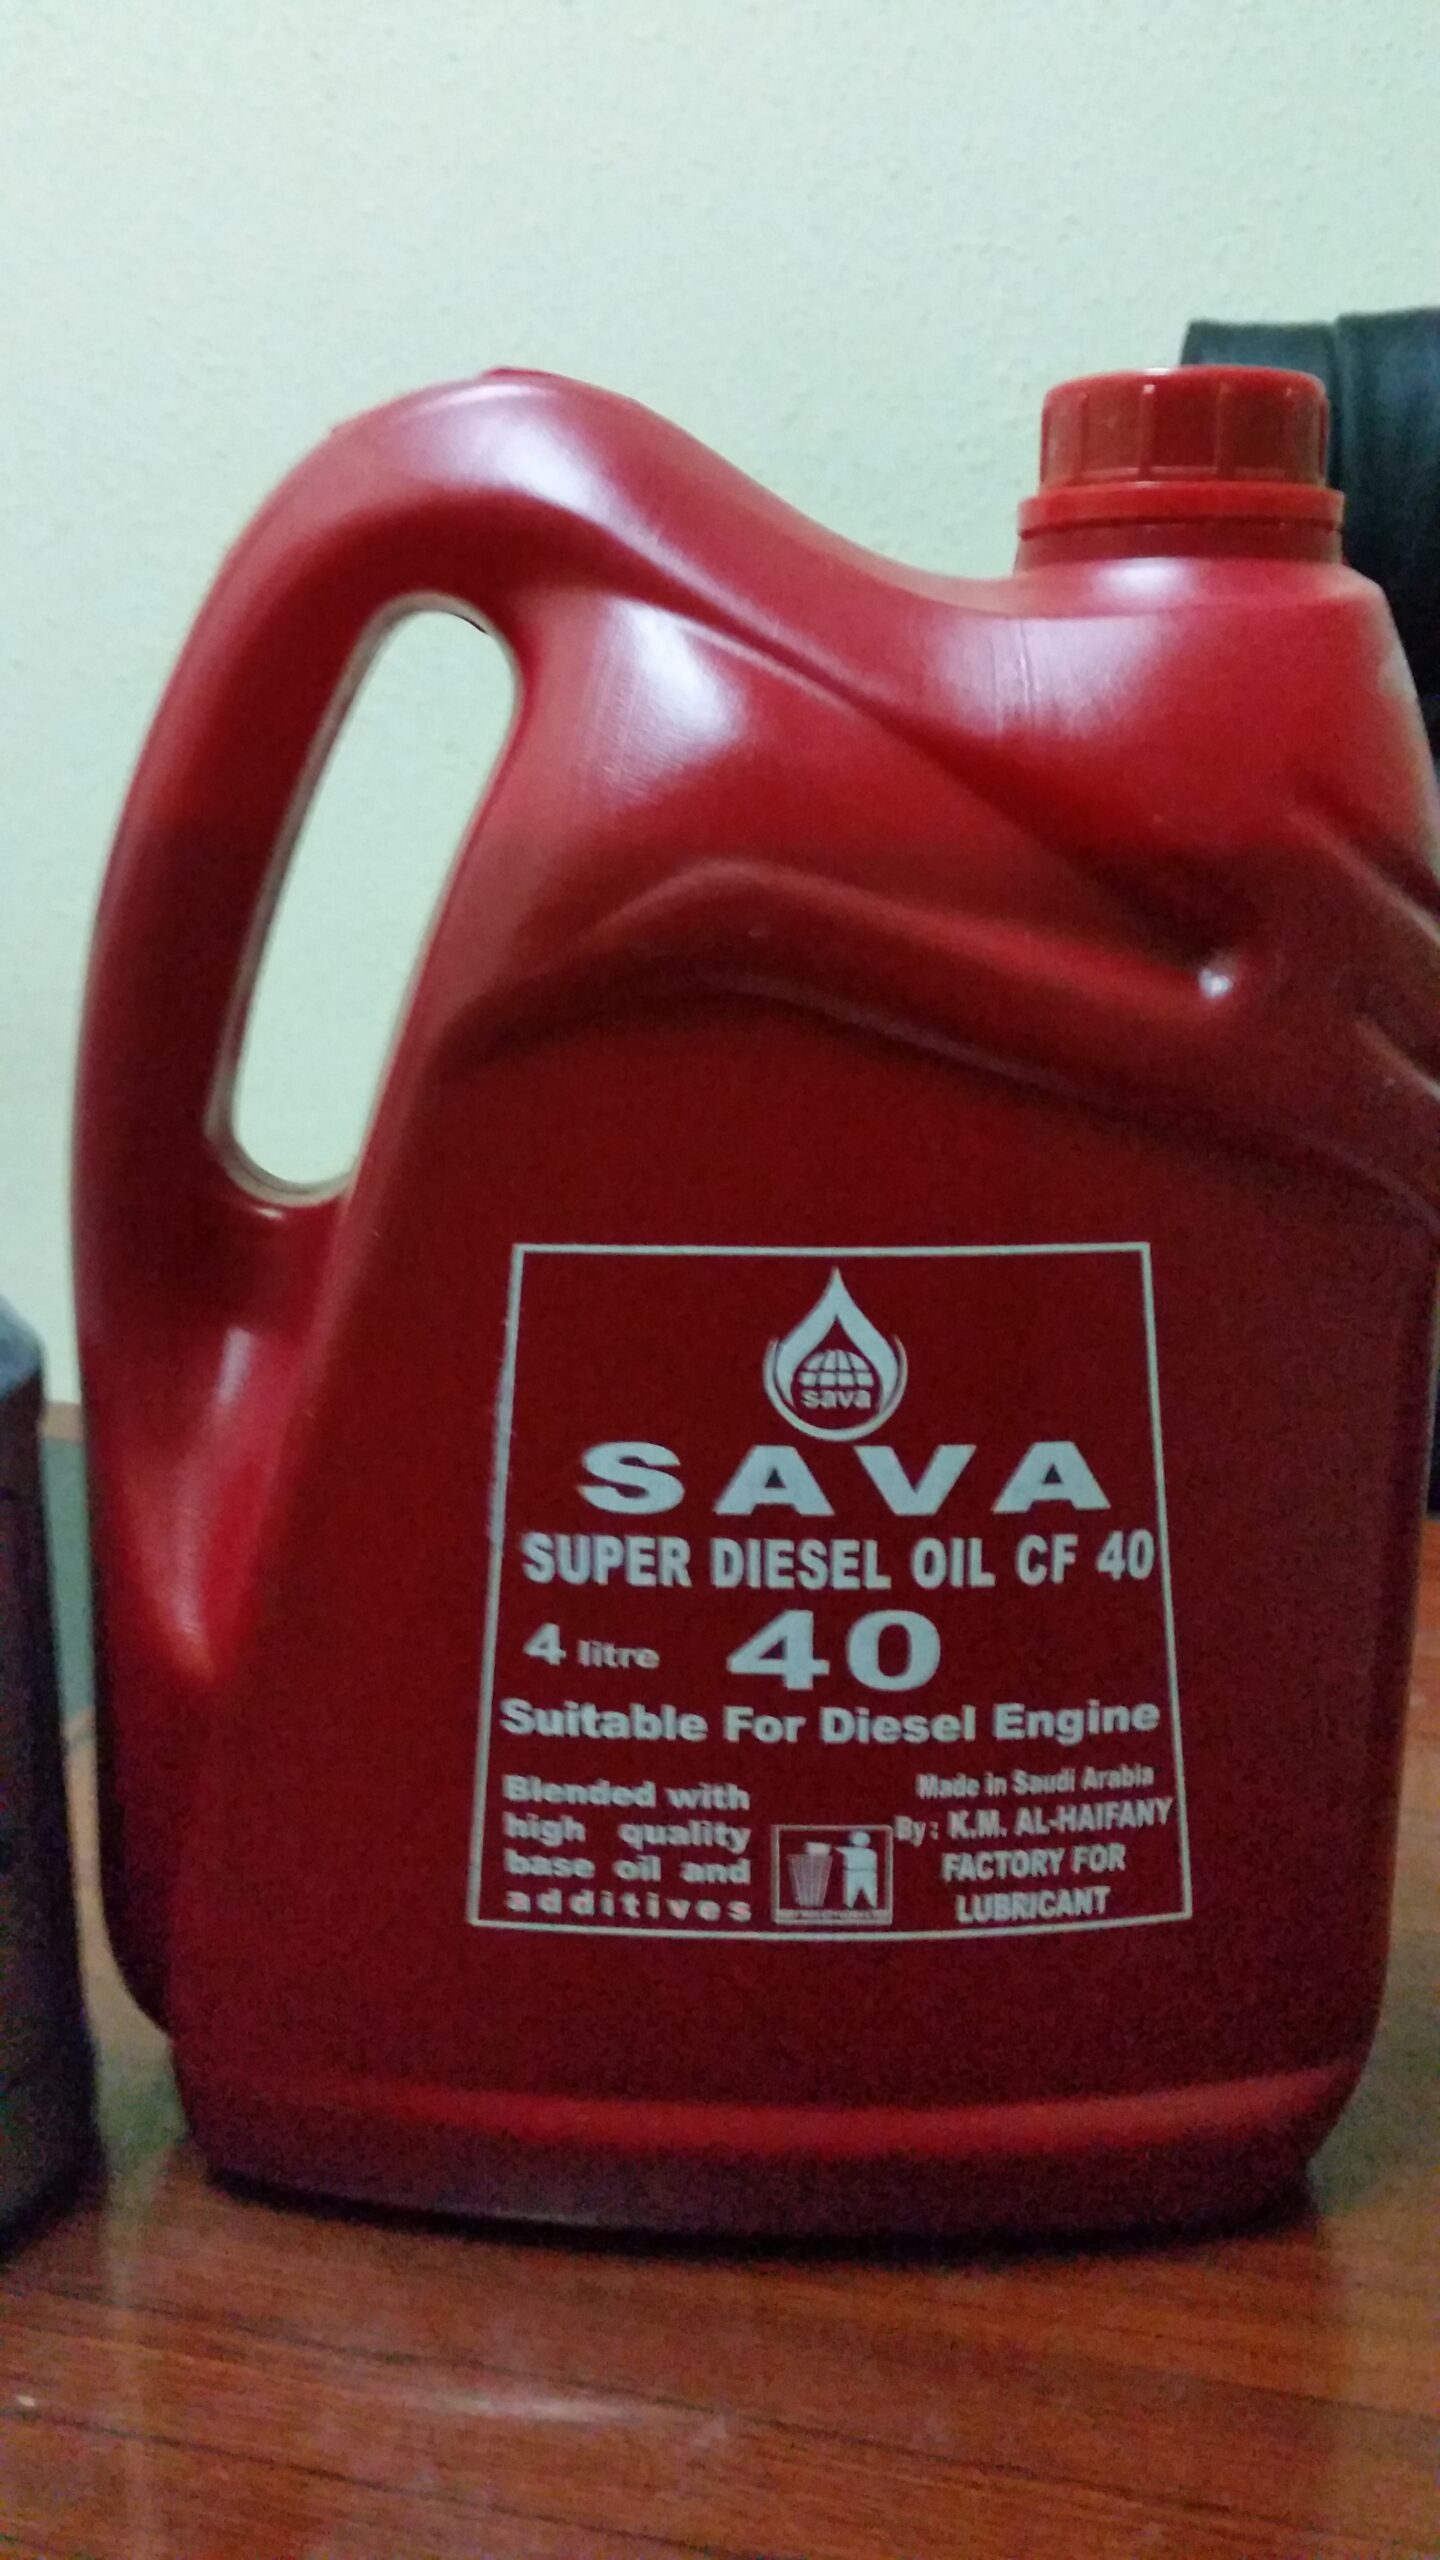 sava
SAVA
SUPER DIESEL OIL CF 40
4 litre 40
Suitable For Diesel Engine
Blended with
high quality
base oil and
additives
Made in Saudi Arabia
By: K.M. AL-HAIFANY
FACTORY FOR
LUBRICANT